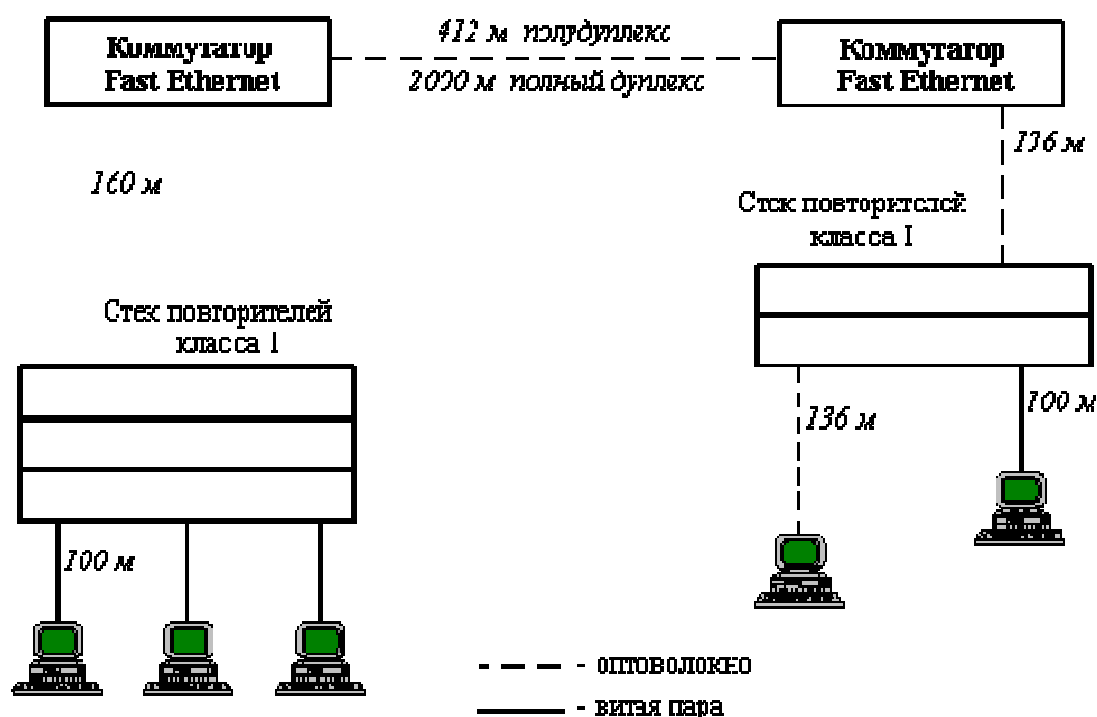 Коммутатор
Fast Ethernet
412 м полудуплекс
2000 м полный дуплекс
Коммутатор
Fast Ethernet
136 м
160 м
Стек повторителей
класса I
Стек повторителей
класса I
136 м
100 м
100 м
- оптоволокно
- витая пара